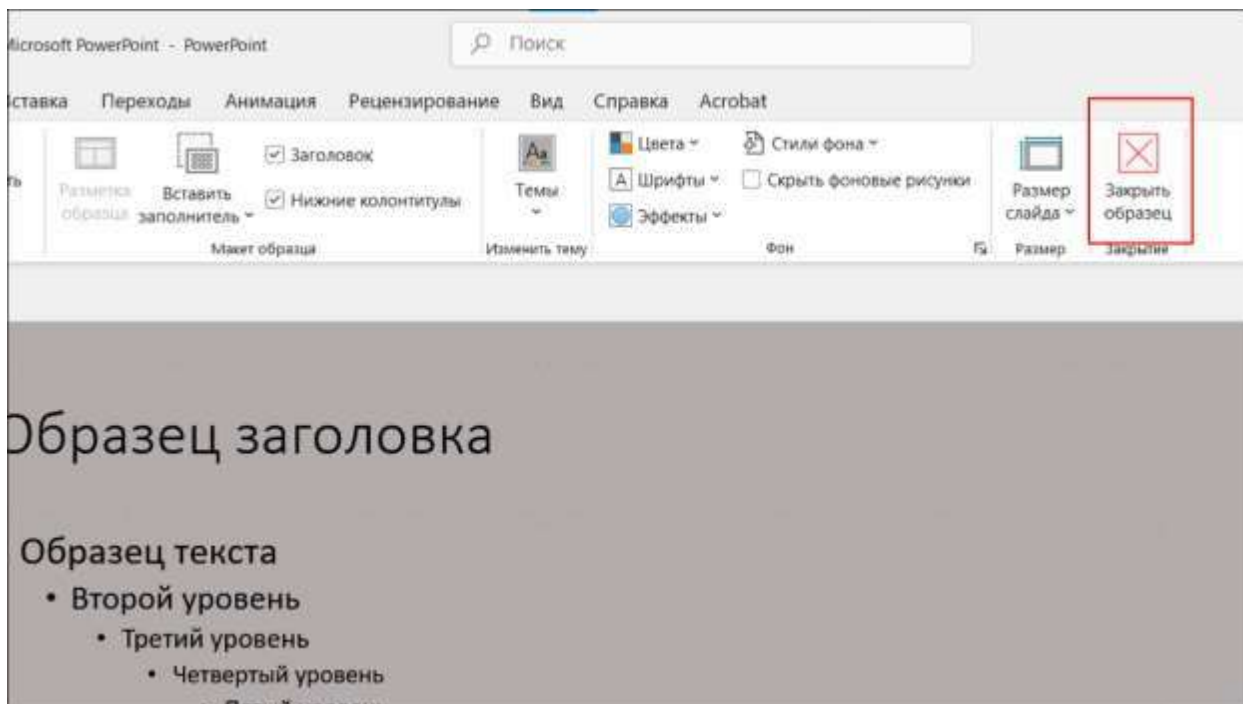 Microsoft PowerPoint - PowerPoint
Поиск
Вставка Переходы Анимация Рецензирование Вид Справка Acrobat
Разметка образца
Вставить заполнитель
Заголовок
Нижние колонтитулы
Макет образца
Темы
Изменить тему
Цвета
Шрифты
Эффекты
Стили фона
Скрыть фоновые рисунки
Фон
Размер слайда
Размер
Закрыть образец
Закрытие
Образец заголовка
Образец текста
• Второй уровень
• Третий уровень
• Четвертый уровень